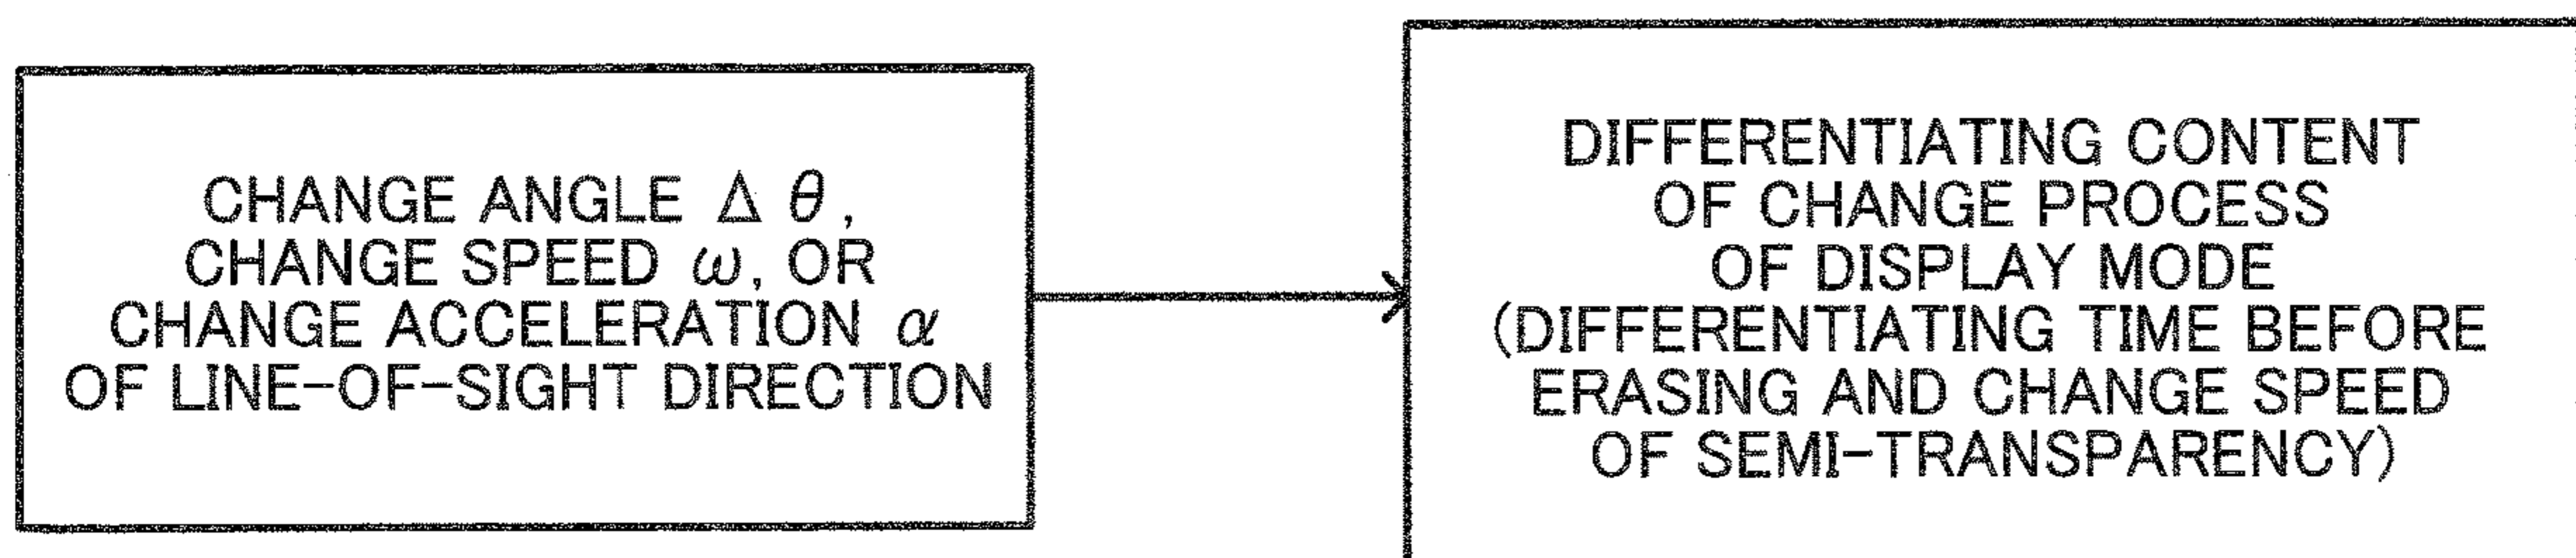 CHANGE ANGLE Δ θ,
CHANGE SPEED ω, OR
CHANGE ACCELERATION α
OF LINE-OF-SIGHT DIRECTION
DIFFERENTIATING CONTENT
OF CHANGE PROCESS
OF DISPLAY MODE
(DIFFERENTIATING TIME BEFORE
ERASING AND CHANGE SPEED
OF SEMI-TRANSPARENCY)